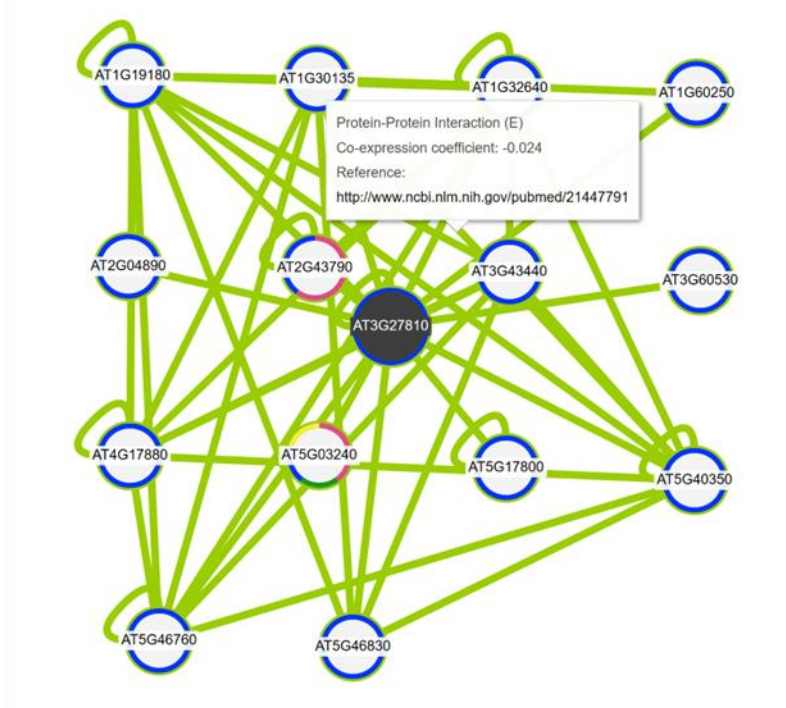 AT1G19180
AT1G30135
AT1G32640
AT1G60250
Protein-Protein Interaction (E)
Co-expression coefficient: -0.024
Reference:
http://www.ncbi.nlm.nih.gov/pubmed/21447791
AT2G04890
AT2G43790
AT3G43440
AT3G60530
AT3G27810
AT4G17880
AT5G03240
AT5G17800
AT5G40350
AT5G46760
AT5G46830